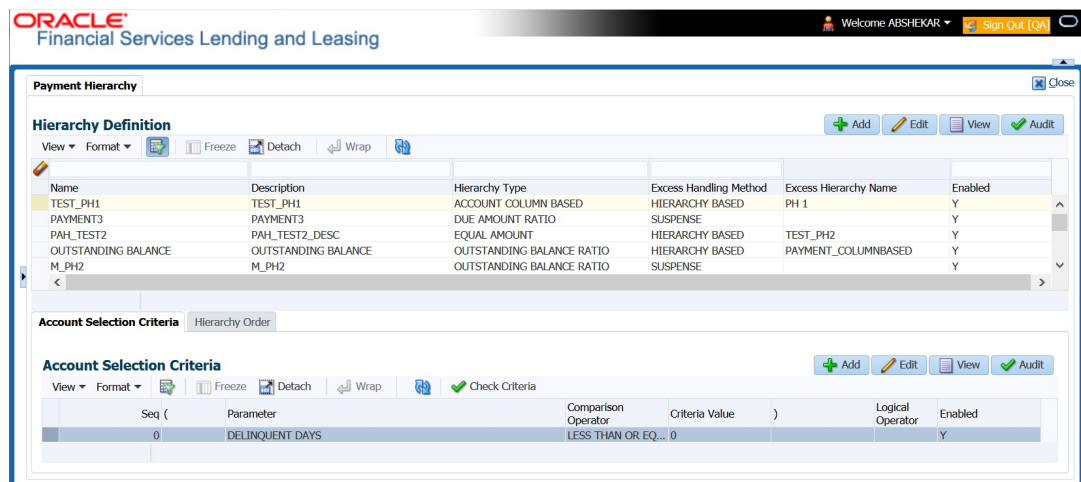 ORACLE®
Welcome ABSHEKAR
Sign Out [QA]
Financial Services Lending and Leasing
Payment Hierarchy
Close
Hierarchy Definition
Add Edit View Audit
View Format Freeze Detach Wrap
Name Description Hierarchy Type Excess Handling Method Excess Hierarchy Name Enabled
TEST_PH1 TEST_PH1 ACCOUNT COLUMN BASED HIERARCHY BASED PH 1 Y
PAYMENT3 PAYMENT3 DUE AMOUNT RATIO SUSPENSE Y
PAH_TEST2 PAH_TEST2_DESC EQUAL AMOUNT HIERARCHY BASED TEST_PH2 Y
OUTSTANDING BALANCE OUTSTANDING BALANCE OUTSTANDING BALANCE RATIO HIERARCHY BASED PAYMENT_COLUMNBASED Y
M_PH2 M_PH2 OUTSTANDING BALANCE RATIO SUSPENSE Y
Account Selection Criteria Hierarchy Order
Account Selection Criteria
Add Edit View Audit
View Format Freeze Detach Wrap Check Criteria
Seq ( Parameter Comparison Operator Criteria Value ) Logical Operator Enabled
0 DELINQUENT DAYS LESS THAN OR EQ... 0 Y